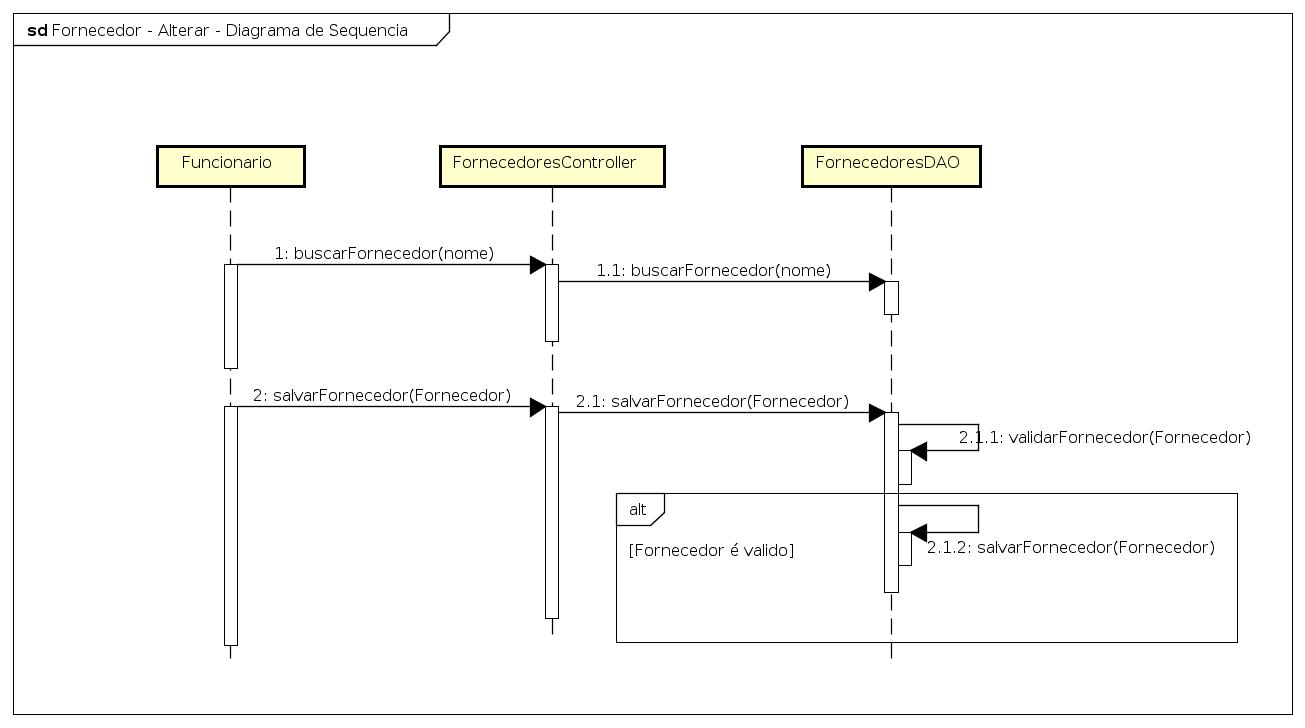 sd Fornecedor - Alterar - Diagrama de Sequencia
Funcionario
FornecedoresController
FornecedoresDAO
1: buscarFornecedor(nome)
1.1: buscarFornecedor(nome)
2: salvarFornecedor(Fornecedor)
2.1: salvarFornecedor(Fornecedor)
2.1.1: validarFornecedor(Fornecedor)
alt
[Fornecedor é valido]
2.1.2: salvarFornecedor(Fornecedor)